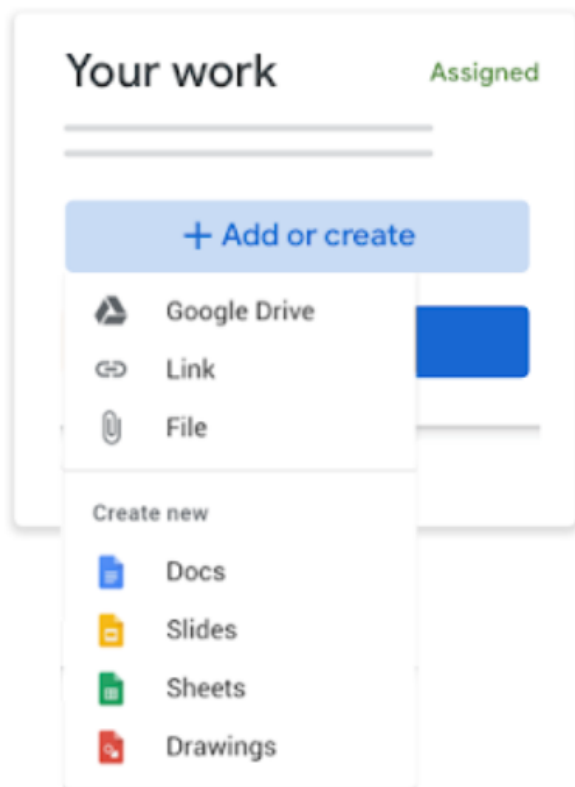 Your work
Assigned
+ Add or create
Google Drive
Link
File
Create new
Docs
Slides
Sheets
Drawings